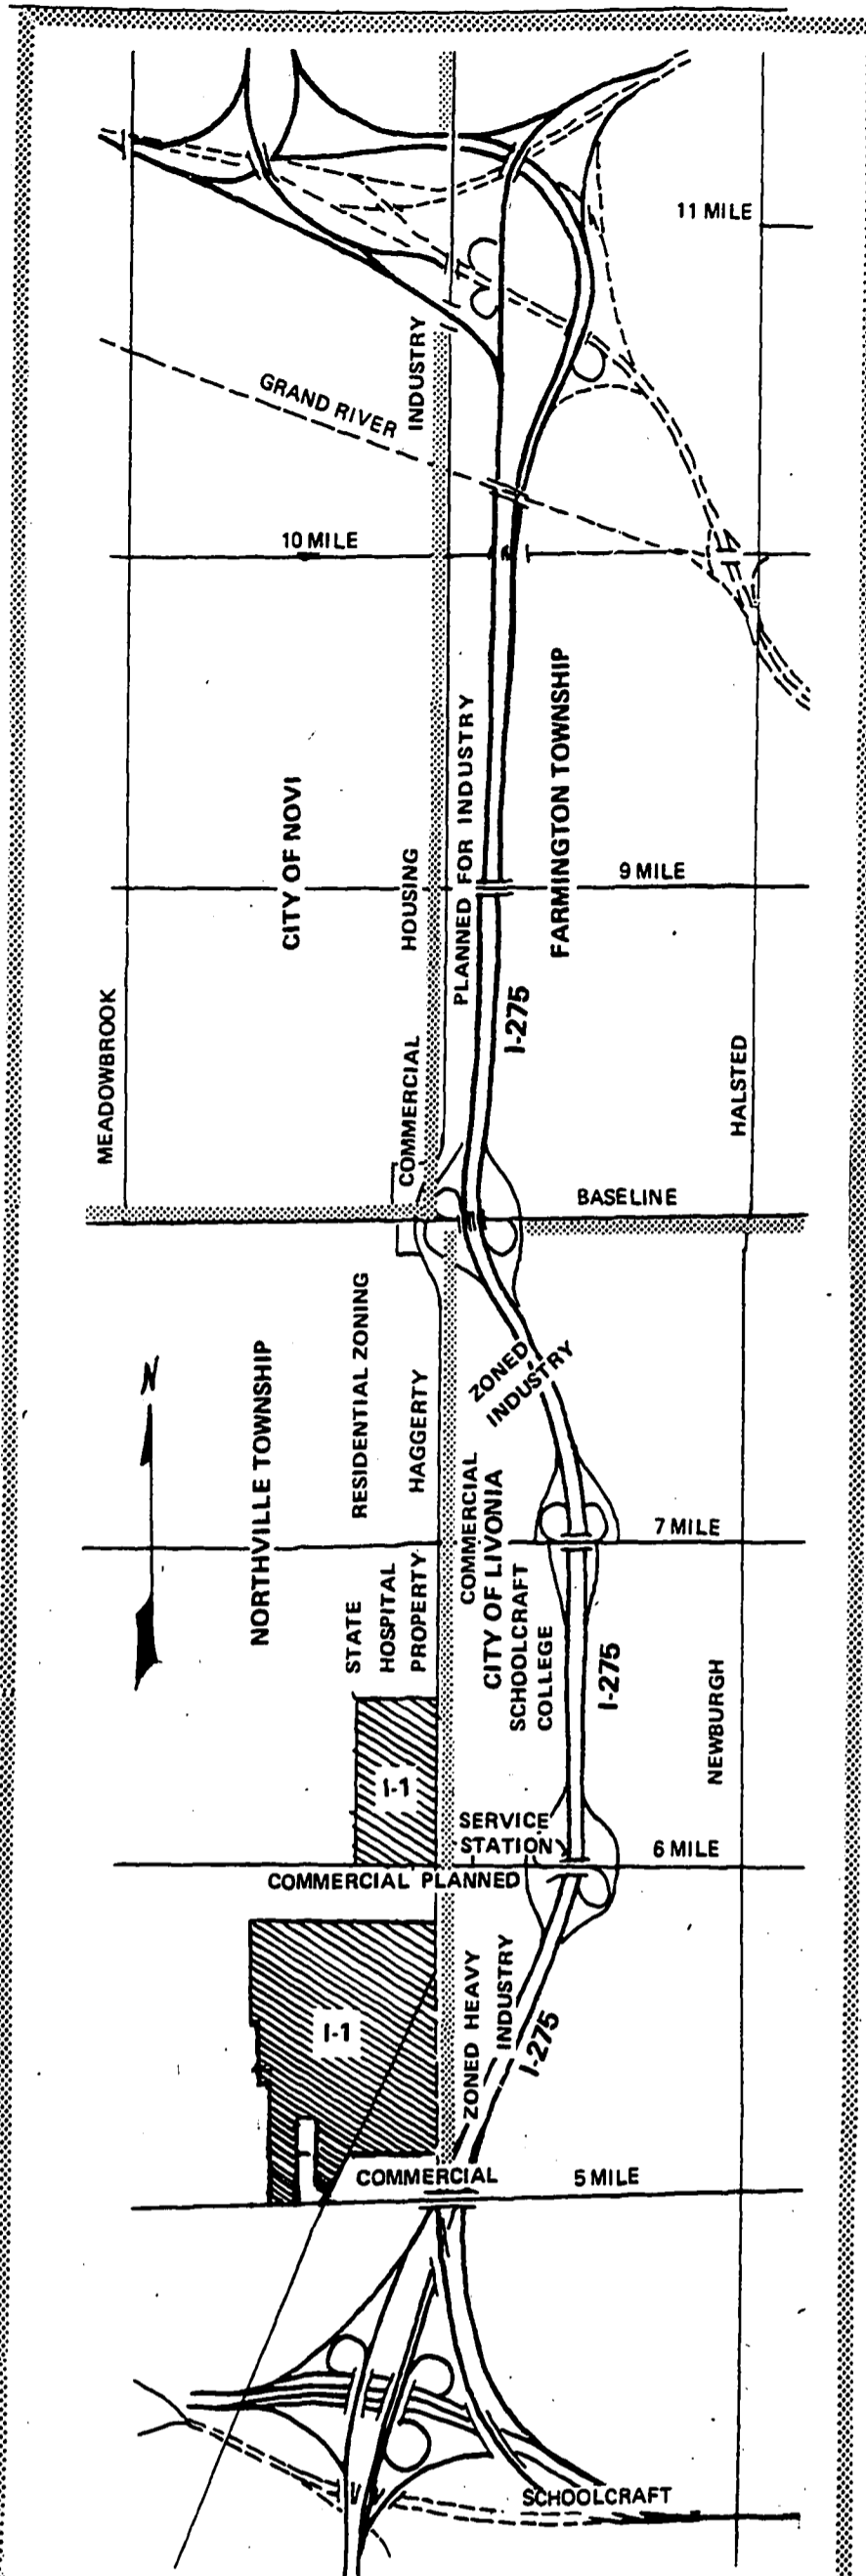 11 MILE
INDUSTRY
GRAND RIVER
10 MILE
PLANNED FOR INDUSTRY
FARMINGTON TOWNSHIP
CITY OF NOVI
HOUSING
9 MILE
I-275
MEADOWBROOK
COMMERCIAL
HALSTED
BASELINE
N
NORTHVILLE TOWNSHIP
RESIDENTIAL ZONING
HAGGERTY
ZONED
INDUSTRY
COMMERCIAL
CITY OF LIVONIA
SCHOOLCRAFT
COLLEGE
7 MILE
STATE
HOSPITAL
PROPERTY
I-275
NEWBURGH
I-1
SERVICE
STATION
6 MILE
COMMERCIAL PLANNED
I-1
ZONED HEAVY
INDUSTRY
I-275
COMMERCIAL
5 MILE
SCHOOLCRAFT